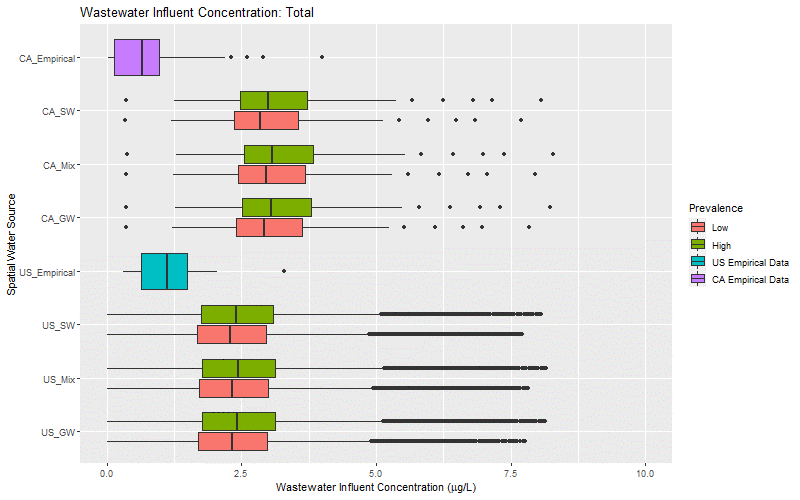 Wastewater Influent Concentration: Total
Spatial Water Source
CA_Empirical
CA_SW
CA_Mix
CA_GW
US_Empirical
US_SW
US_Mix
US_GW
0.0 2.5 5.0 7.5 10.0
Wastewater Influent Concentration (μg/L)
Prevalence
Low
High
US Empirical Data
CA Empirical Data